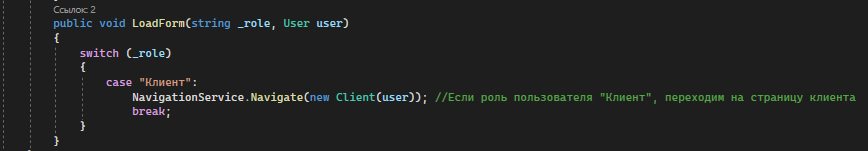 Ссылок: 2
public void LoadForm(string _role, User user)
{
switch (_role)
{
case "Клиент":
NavigationService.Navigate(new Client(user)); //Если роль пользователя "Клиент", переходим на страницу клиента
break;
}
}